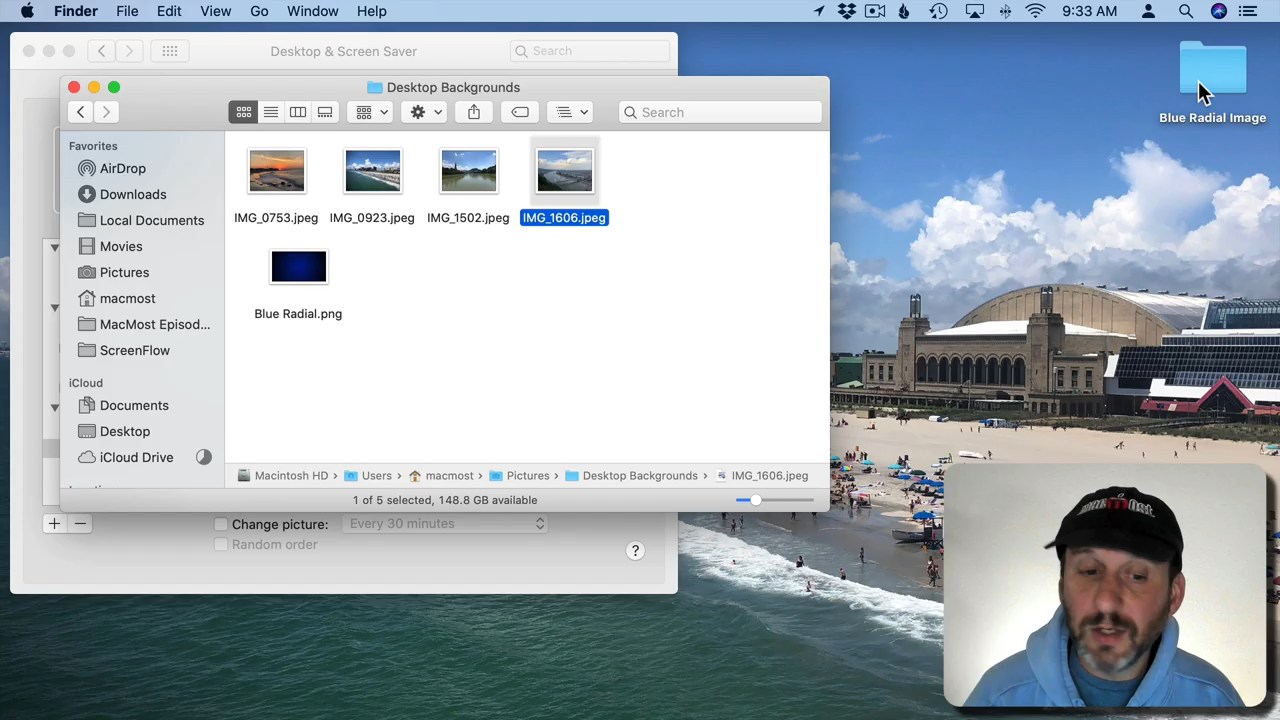 Finder File Edit View Go Window Help 9:33 AM
Desktop & Screen Saver Search
Blue Radial Image
Desktop Backgrounds
Search
Favorites
AirDrop
Downloads
Local Documents
Movies
Pictures
macmost
MacMost Episod...
ScreenFlow
iCloud
Documents
Desktop
iCloud Drive
IMG_0753.jpeg IMG_0923.jpeg IMG_1502.jpeg IMG_1606.jpeg
Blue Radial.png
Macintosh HD › Users › macmost › Pictures › Desktop Backgrounds › IMG_1606.jpeg
1 of 5 selected, 148.8 GB available
+ − Change picture: Every 30 minutes
Random order ?